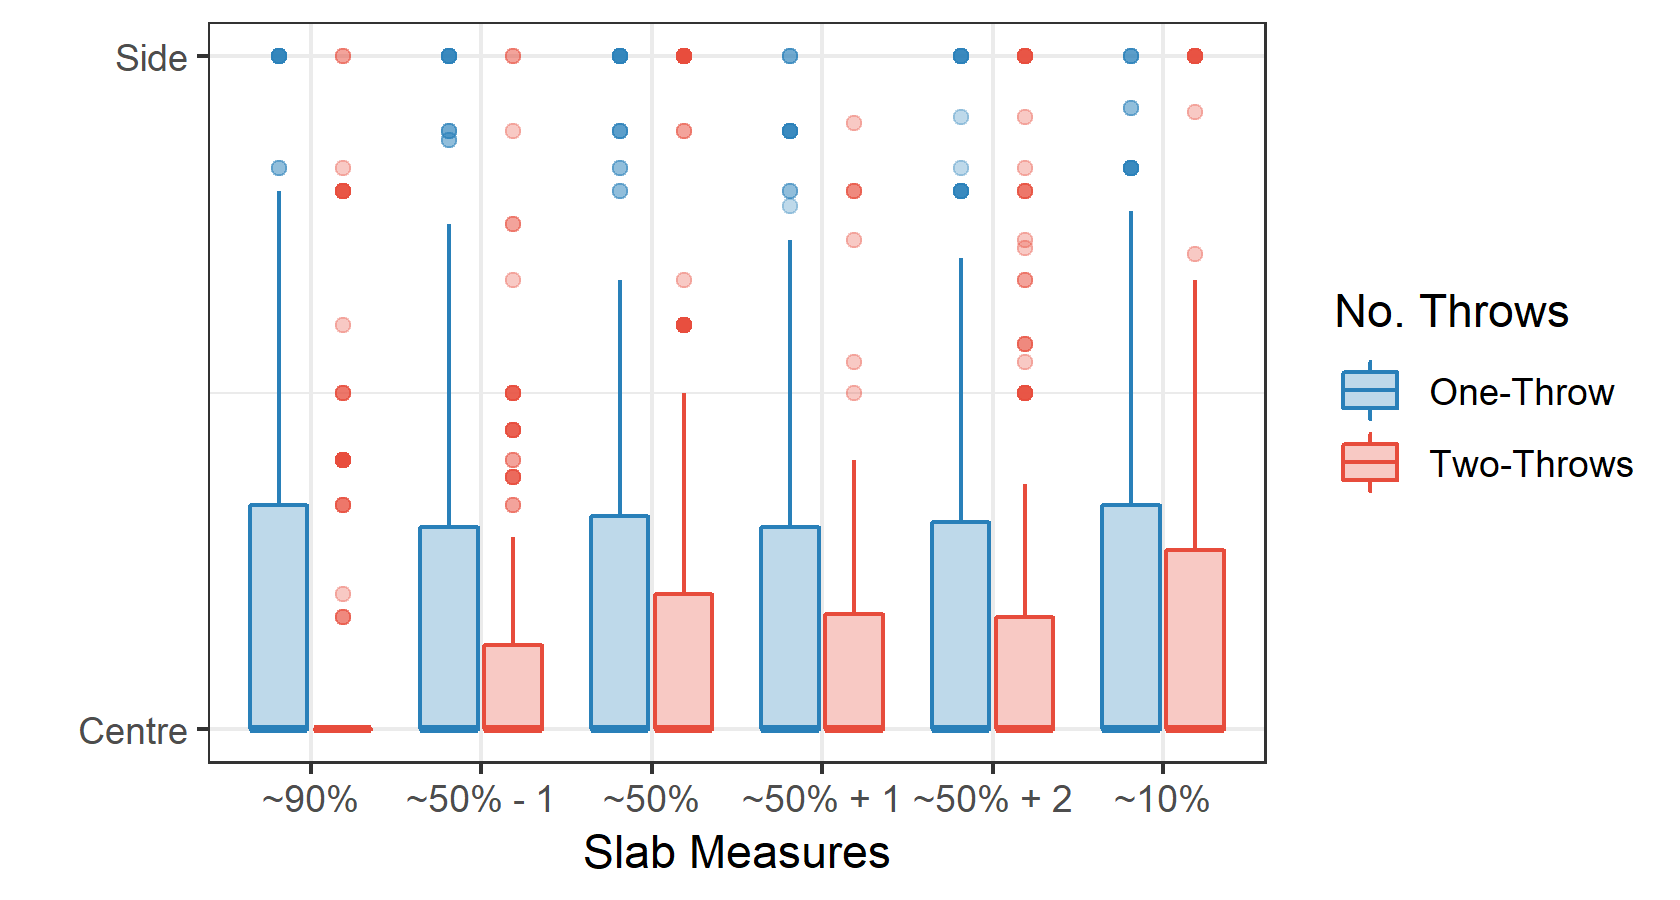 Side
Centre
~90%
~50% - 1
~50%
~50% + 1
~50% + 2
~10%
Slab Measures
No. Throws
One-Throw
Two-Throws